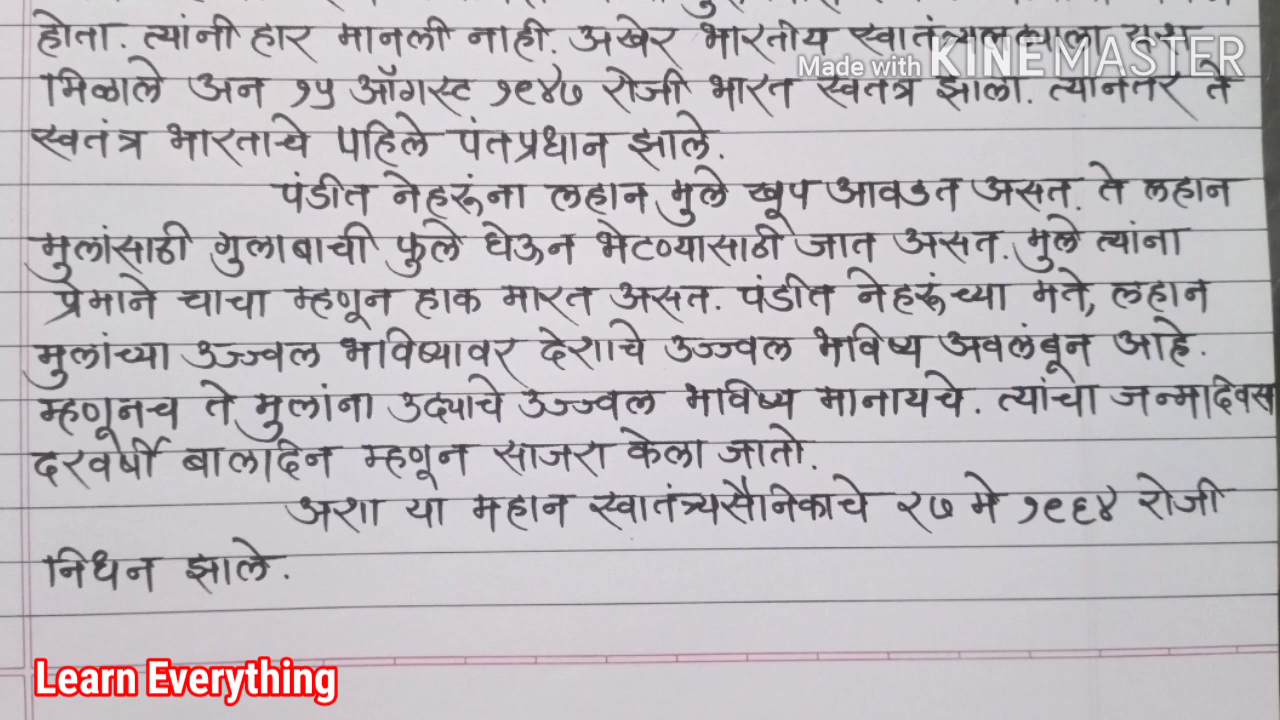 होता. त्यांनी हार मानली नाही. अखेर भारतीय स्वातंत्र्यलढ्याला यश
Made with KINEMASTER
मिळाले अन १५ ऑगस्ट १९४७ रोजी भारत स्वतंत्र झाला. त्यानंतर ते
स्वतंत्र भारताचे पहिले पंतप्रधान झाले.
पंडीत नेहरूंना लहान मुले खूप आवडत असत. ते लहान
मुलांसाठी गुलाबाची फुले घेऊन भेटण्यासाठी जात असत. मुले त्यांना
प्रेमाने चाचा म्हणून हाक मारत असत. पंडीत नेहरूंच्या मते, लहान
मुलांच्या उज्ज्वल भविष्यावर देशाचे उज्ज्वल भविष्य अवलंबून आहे.
म्हणूनच ते मुलांना उद्याचे उज्ज्वल भविष्य मानायचे. त्यांचा जन्मदिवस
दरवर्षी बालदिन म्हणून साजरा केला जातो.
अशा या महान स्वातंत्र्यसैनिकाचे २७ मे १९६४ रोजी
निधन झाले.
Learn Everything